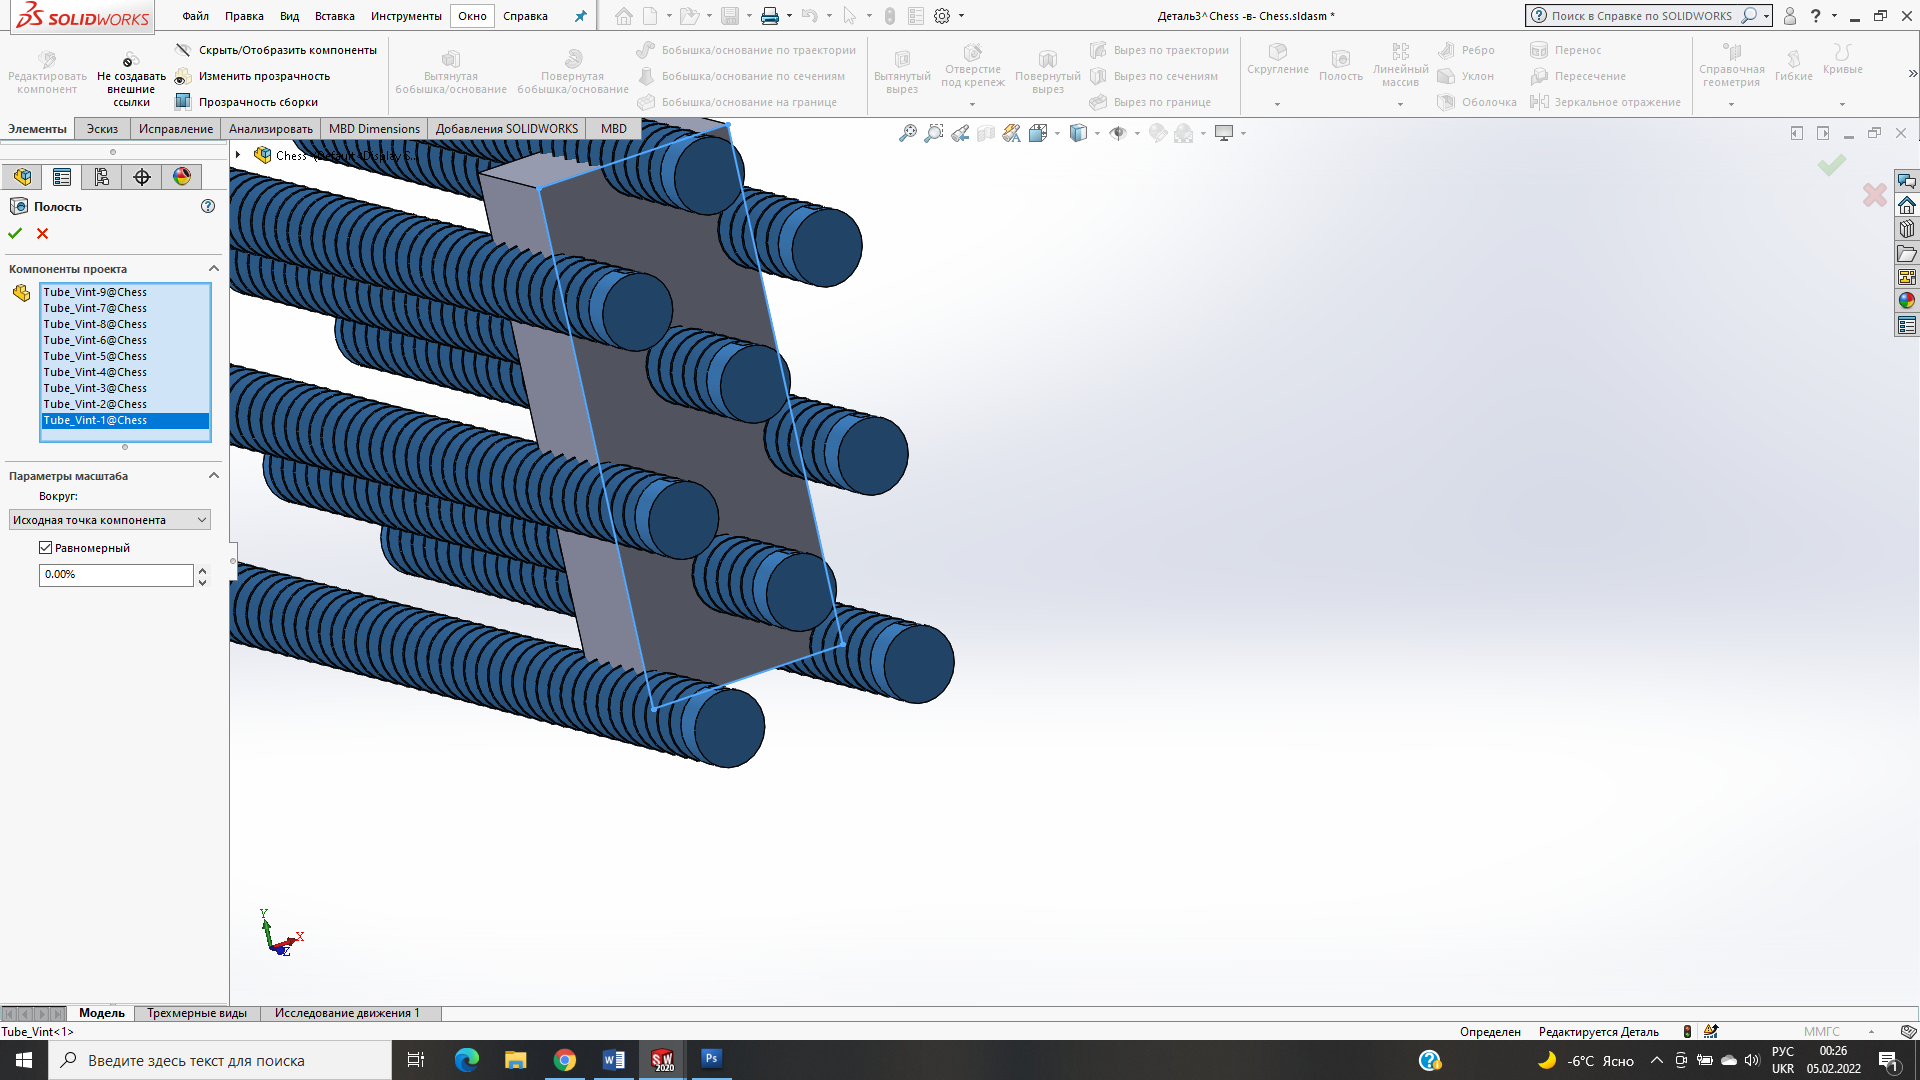 SOLIDWORKS
Файл Правка Вид Вставка Инструменты Окно Справка
Деталь3^Chess -в- Chess.sldasm *
Поиск в Справке по SOLIDWORKS
Редактировать компонент
Не создавать внешние ссылки
Скрыть/Отобразить компоненты
Изменить прозрачность
Прозрачность сборки
Вытянутая бобышка/основание
Повернутая бобышка/основание
Бобышка/основание по траектории
Бобышка/основание по сечениям
Бобышка/основание на границе
Вытянутый вырез
Отверстие под крепеж
Повернутый вырез
Вырез по траектории
Вырез по сечениям
Вырез по границе
Скругление
Полость
Линейный массив
Ребро
Уклон
Оболочка
Перенос
Пересечение
Зеркальное отражение
Справочная геометрия
Гибкие
Кривые
Элементы Эскиз Исправление Анализировать MBD Dimensions Добавления SOLIDWORKS MBD
Chess (Default<Display S...
Полость
Компоненты проекта
Tube_Vint-9@Chess
Tube_Vint-7@Chess
Tube_Vint-8@Chess
Tube_Vint-6@Chess
Tube_Vint-5@Chess
Tube_Vint-4@Chess
Tube_Vint-3@Chess
Tube_Vint-2@Chess
Tube_Vint-1@Chess
Параметры масштаба
Вокруг:
Исходная точка компонента
Равномерный
0.00%
Y
X
Z
Модель Трехмерные виды Исследование движения 1
Tube_Vint<1>
Определен Редактируется Деталь ММГС
Введите здесь текст для поиска
SW 2020
Ps
-6°C Ясно
РУС
UKR
00:26
05.02.2022
1